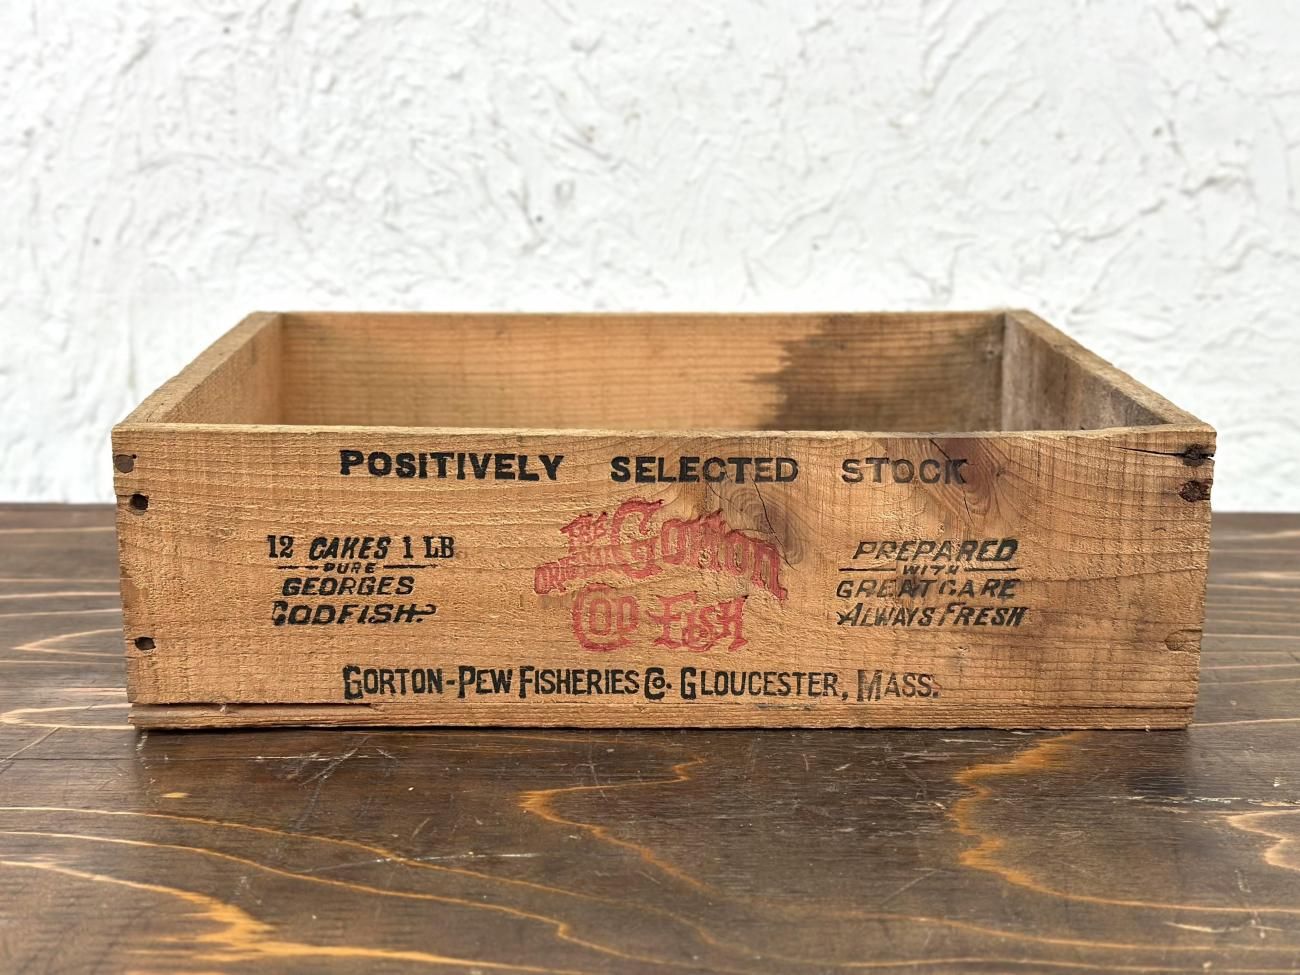 POSITIVELY SELECTED STOCK
12 CAKES 1 LB
PURE
GEORGES
CODFISH.
THE
ORIGINAL GORTON
COD FISH
PREPARED
WITH
GREAT CARE
ALWAYS FRESH
GORTON-PEW FISHERIES CO. GLOUCESTER, MASS.